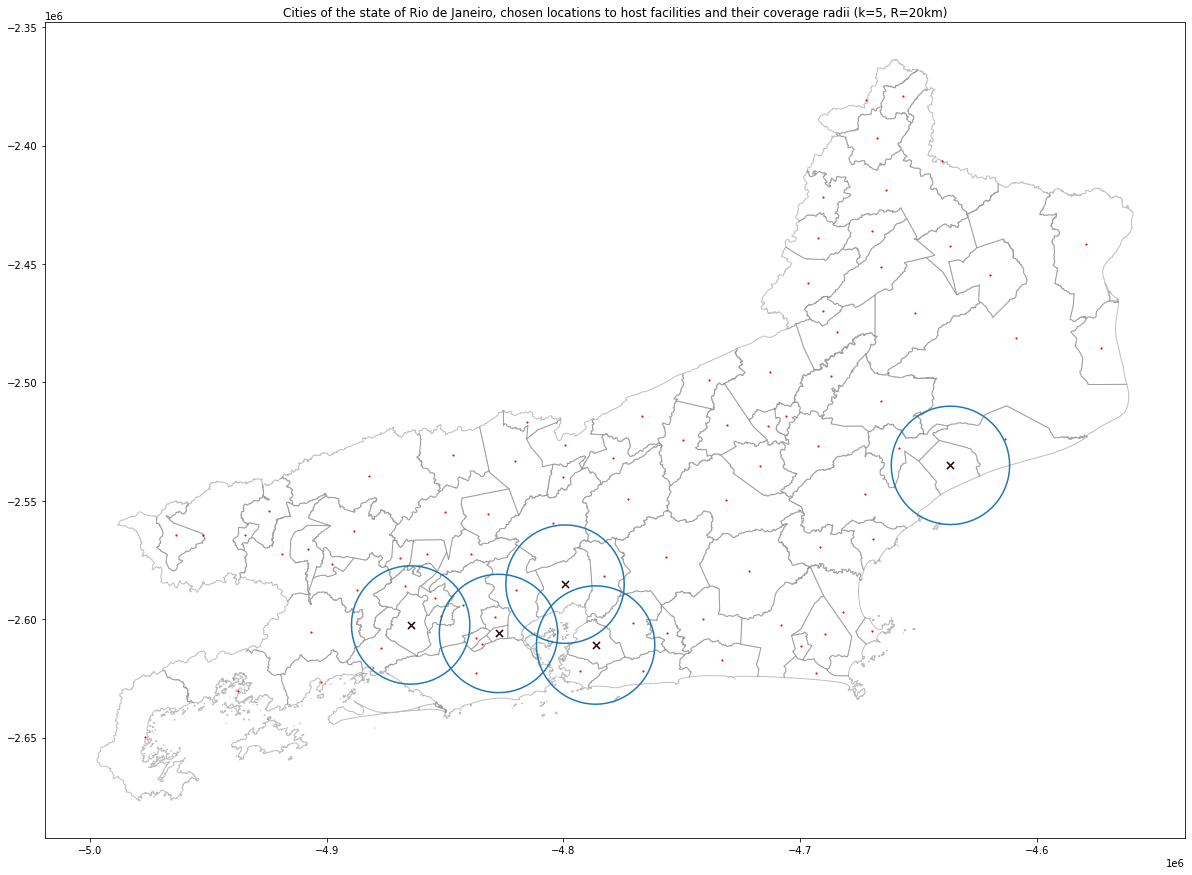 Cities of the state of Rio de Janeiro, chosen locations to host facilities and their coverage radii (k=5, R=20km)
1e6
−2.35
−2.40
−2.45
−2.50
−2.55
−2.60
−2.65
−5.0 −4.9 −4.8 −4.7 −4.6
1e6